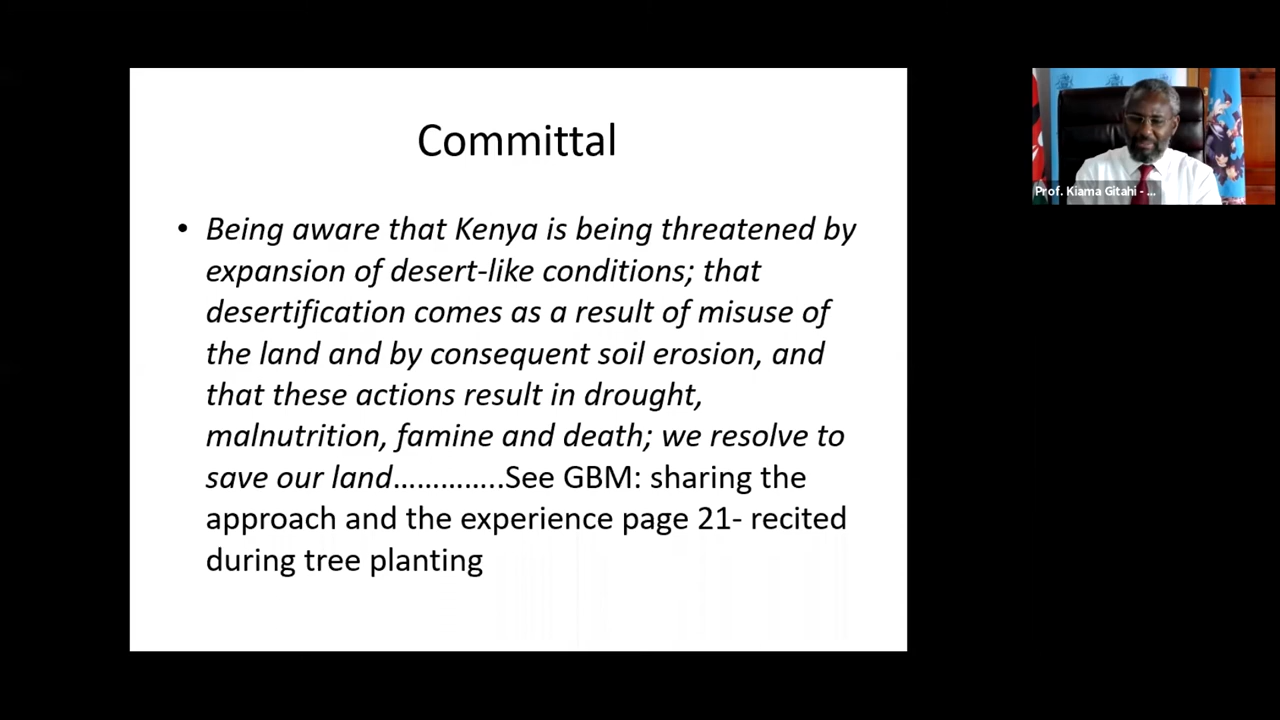 Committal
• Being aware that Kenya is being threatened by
expansion of desert-like conditions; that
desertification comes as a result of misuse of
the land and by consequent soil erosion, and
that these actions result in drought,
malnutrition, famine and death; we resolve to
save our land…………..See GBM: sharing the
approach and the experience page 21- recited
during tree planting
Prof. Kiama Gitahi - ...